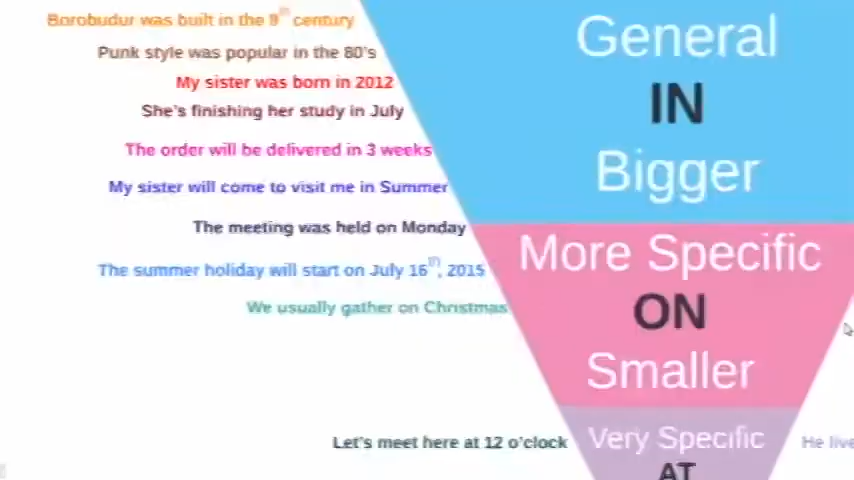 Borobudur was built in the 9th century
Punk style was popular in the 80's
My sister was born in 2012
She's finishing her study in July
The order will be delivered in 3 weeks
My sister will come to visit me in Summer
The meeting was held on Monday
The summer holiday will start on July 16th, 2015
We usually gather on Christmas
Let's meet here at 12 o'clock
General
IN
Bigger
More Specific
ON
Smaller
Very Specific
AT
He live